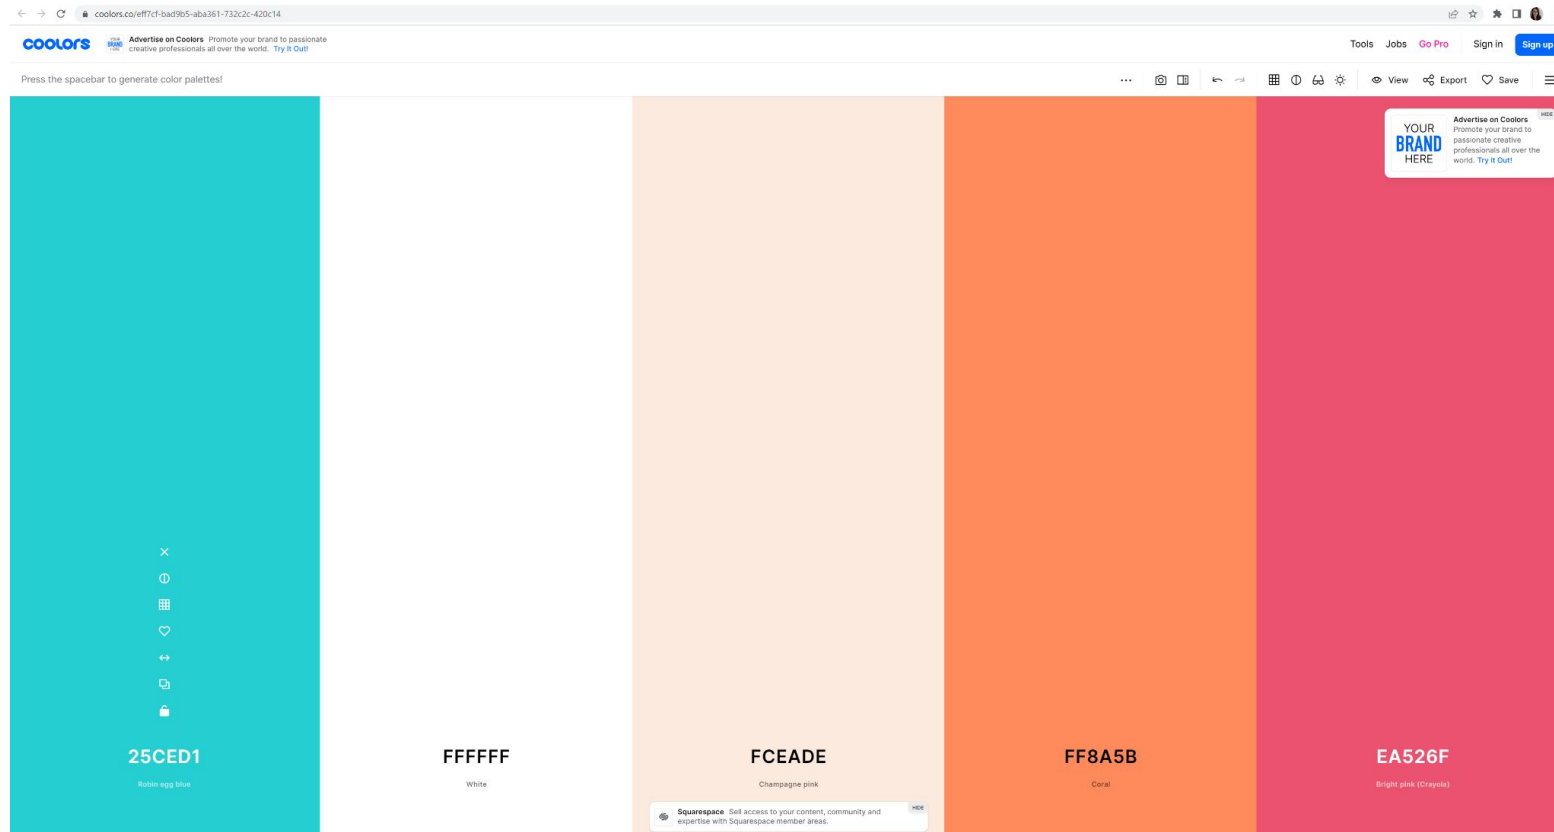 coolors.co/eff7cf-bad9b5-aba361-732c2c-420c14
coolors
YOUR
BRAND
HERE
Advertise on Coolors Promote your brand to passionate
creative professionals all over the world. Try It Out!
Tools Jobs Go Pro Sign in Sign up
Press the spacebar to generate color palettes!
View Export Save
HIDE
YOUR
BRAND
HERE
Advertise on Coolors
Promote your brand to
passionate creative
professionals all over the
world. Try It Out!
25CED1
Robin egg blue
FFFFFF
White
FCEADE
Champagne pink
FF8A5B
Coral
EA526F
Bright pink (Crayola)
Squarespace Sell access to your content, community and
expertise with Squarespace member areas.
HIDE